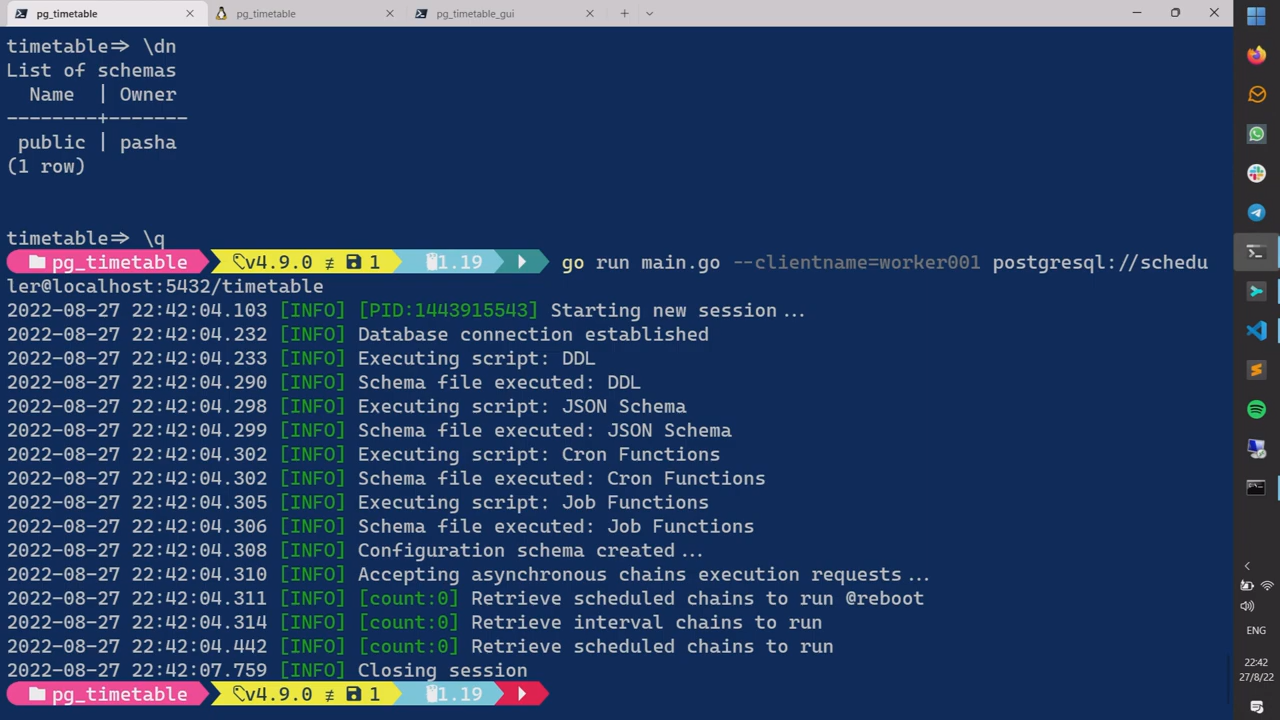 pg_timetable
pg_timetable
pg_timetable_gui
timetable=> \dn
List of schemas
Name | Owner
--------+-------
public | pasha
(1 row)
timetable=> \q
pg_timetable v4.9.0 ≢ 1 1.19 go run main.go --clientname=worker001 postgresql://schedu
ler@localhost:5432/timetable
2022-08-27 22:42:04.103 [INFO] [PID:1443915543] Starting new session...
2022-08-27 22:42:04.232 [INFO] Database connection established
2022-08-27 22:42:04.233 [INFO] Executing script: DDL
2022-08-27 22:42:04.290 [INFO] Schema file executed: DDL
2022-08-27 22:42:04.298 [INFO] Executing script: JSON Schema
2022-08-27 22:42:04.299 [INFO] Schema file executed: JSON Schema
2022-08-27 22:42:04.302 [INFO] Executing script: Cron Functions
2022-08-27 22:42:04.302 [INFO] Schema file executed: Cron Functions
2022-08-27 22:42:04.305 [INFO] Executing script: Job Functions
2022-08-27 22:42:04.306 [INFO] Schema file executed: Job Functions
2022-08-27 22:42:04.308 [INFO] Configuration schema created...
2022-08-27 22:42:04.310 [INFO] Accepting asynchronous chains execution requests...
2022-08-27 22:42:04.311 [INFO] [count:0] Retrieve scheduled chains to run @reboot
2022-08-27 22:42:04.314 [INFO] [count:0] Retrieve interval chains to run
2022-08-27 22:42:04.442 [INFO] [count:0] Retrieve scheduled chains to run
2022-08-27 22:42:07.759 [INFO] Closing session
pg_timetable v4.9.0 ≢ 1 1.19
ENG
22:42
27/8/22